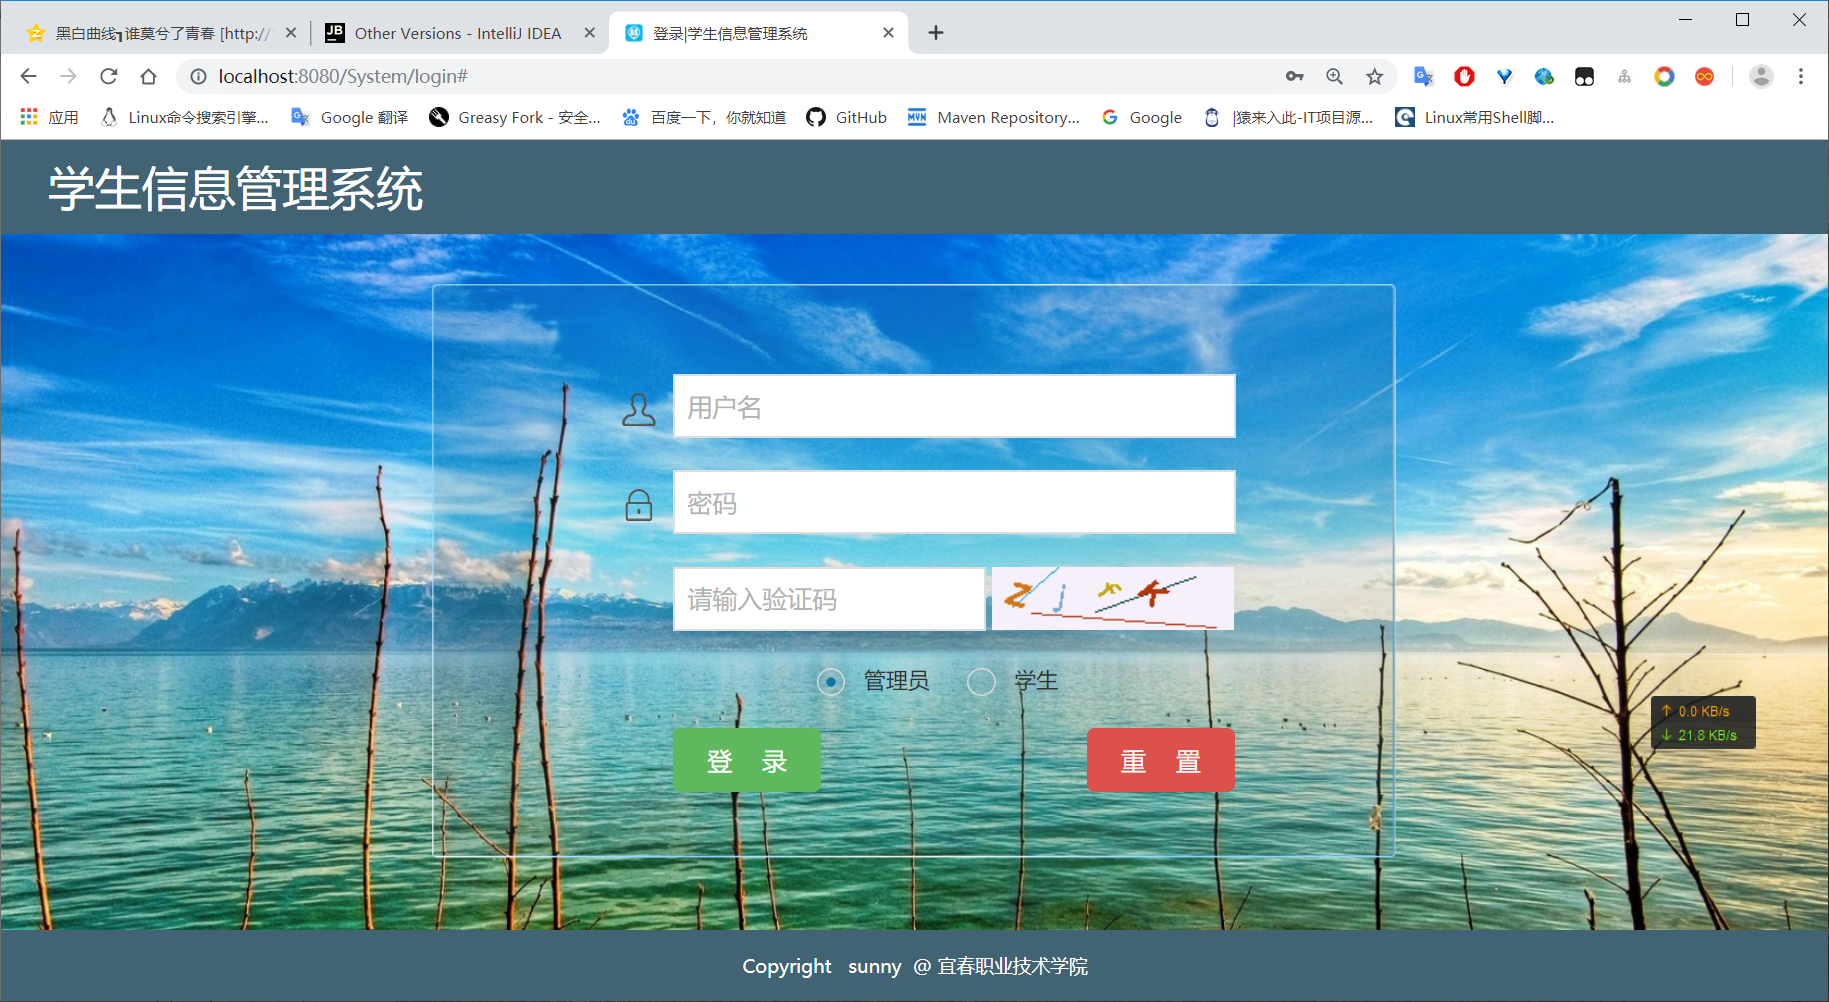 黑白曲线┓谁莫兮了青春 [http://
Other Versions - IntelliJ IDEA
登录|学生信息管理系统
localhost:8080/System/login#
应用
Linux命令搜索引擎...
Google 翻译
Greasy Fork - 安全...
百度一下，你就知道
GitHub
Maven Repository...
Google
|猿来入此-IT项目源...
Linux常用Shell脚...
学生信息管理系统
用户名
密码
请输入验证码
管理员
学生
↑ 0.0 KB/s
↓ 21.8 KB/s
登 录
重 置
Copyright sunny @ 宜春职业技术学院